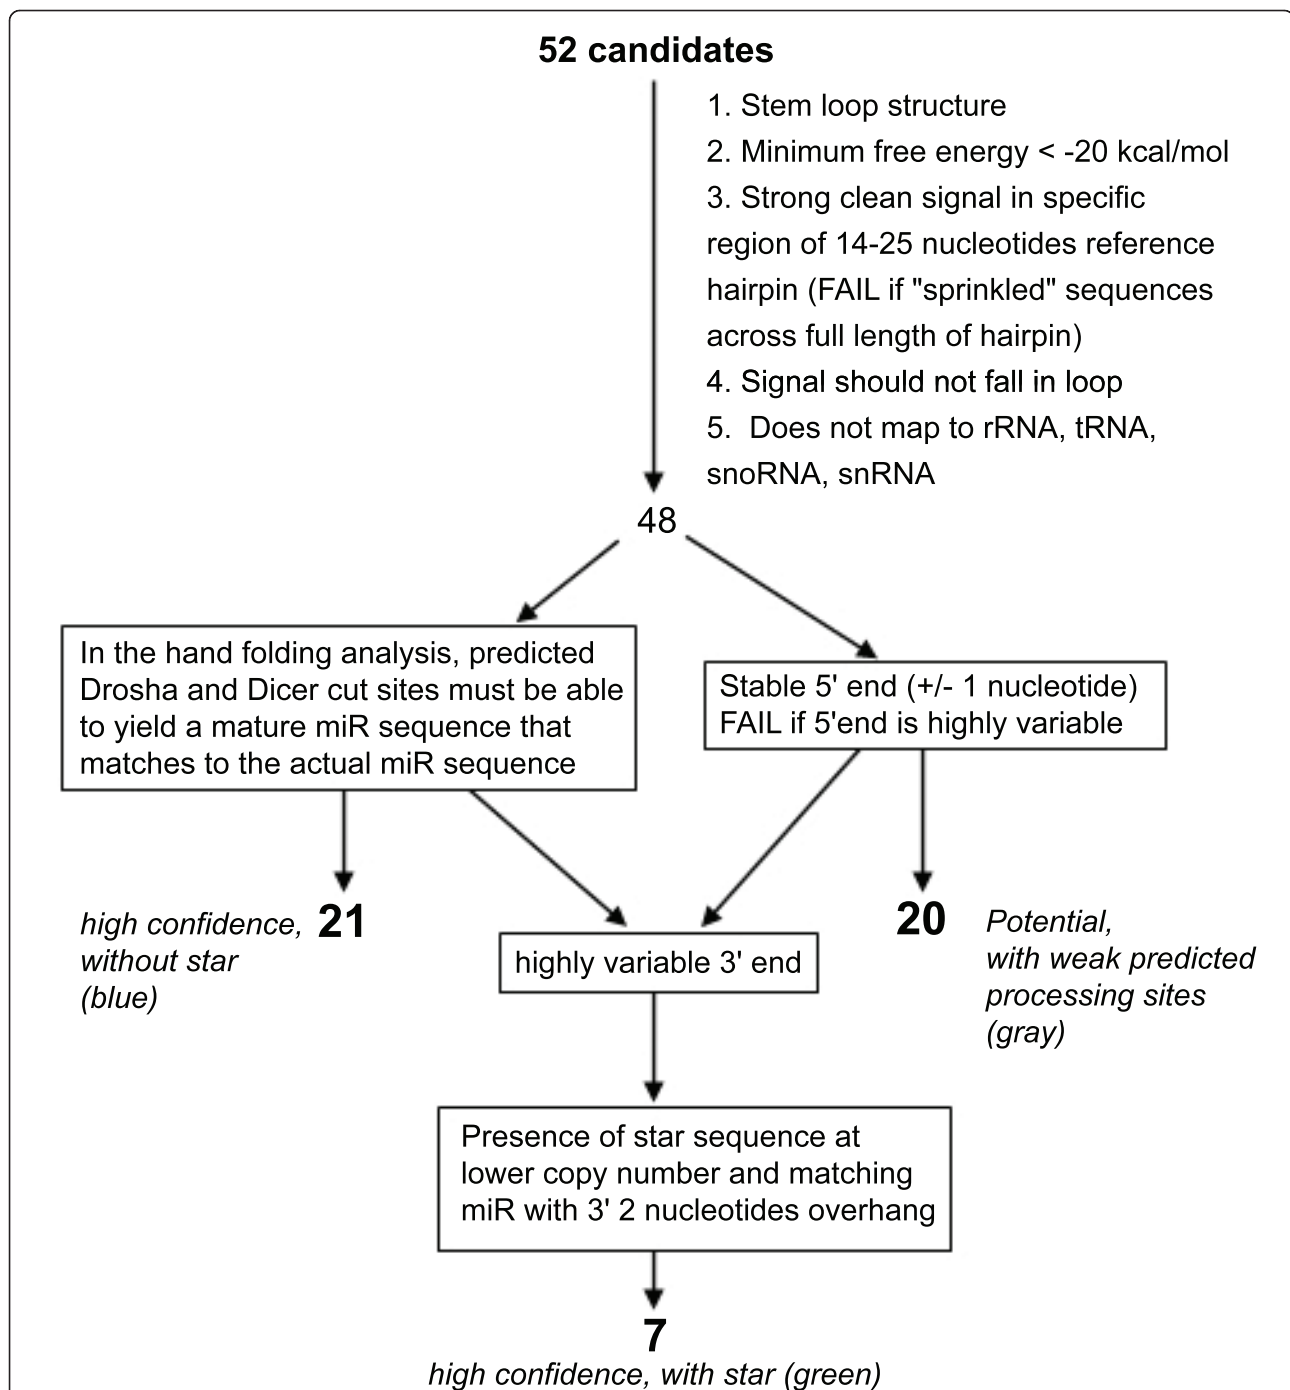 52 candidates
1. Stem loop structure
2. Minimum free energy < -20 kcal/mol
3. Strong clean signal in specific
region of 14-25 nucleotides reference
hairpin (FAIL if "sprinkled" sequences
across full length of hairpin)
4. Signal should not fall in loop
5.  Does not map to rRNA, tRNA,
snoRNA, snRNA
48
In the hand folding analysis, predicted
Drosha and Dicer cut sites must be able
to yield a mature miR sequence that
matches to the actual miR sequence
Stable 5' end (+/- 1 nucleotide)
FAIL if 5'end is highly variable
high confidence, 21
without star
(blue)
20
Potential,
with weak predicted
processing sites
(gray)
highly variable 3' end
Presence of star sequence at
lower copy number and matching
miR with 3' 2 nucleotides overhang
7
high confidence, with star (green)